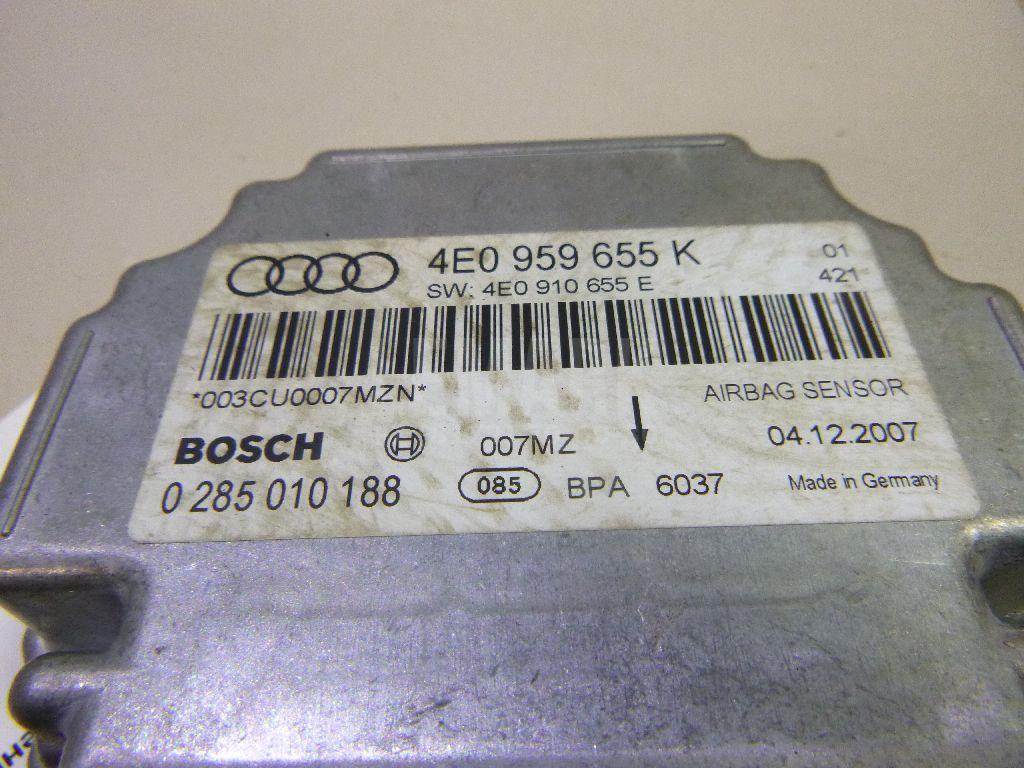 4E0 959 655 K
01
SW: 4E0 910 655 E
421
*003CU0007MZN*
AIRBAG SENSOR
BOSCH
007MZ
04.12.2007
0 285 010 188
085
BPA 6037
Made in Germany